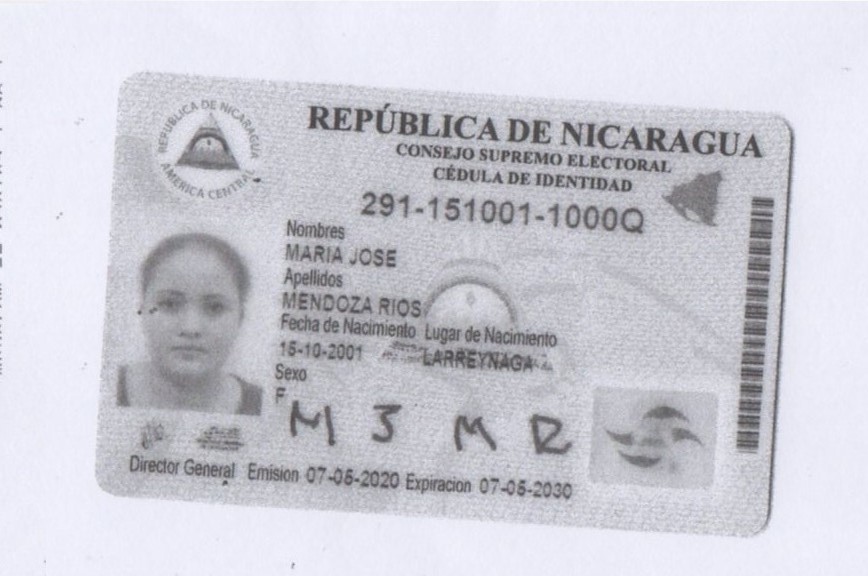 REPÚBLICA DE NICARAGUA
AMÉRICA CENTRAL
REPÚBLICA DE NICARAGUA
CONSEJO SUPREMO ELECTORAL
CÉDULA DE IDENTIDAD
291-151001-1000Q
Nombres
MARIA JOSE
Apellidos
MENDOZA RIOS
Fecha de Nacimiento Lugar de Nacimiento
15-10-2001 LARREYNAGA
Sexo
F
M J M R
Director General Emision 07-05-2020 Expiracion 07-05-2030